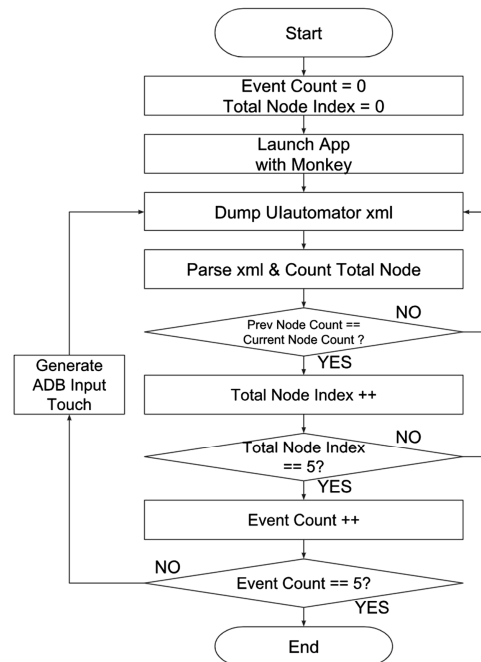 Start
Event Count = 0
Total Node Index = 0
Launch App
with Monkey
Dump UIautomator xml
Parse xml & Count Total Node
Prev Node Count ==
Current Node Count ?
NO
YES
Generate
ADB Input
Touch
Total Node Index ++
Total Node Index
== 5?
NO
YES
Event Count ++
NO
Event Count == 5?
YES
End